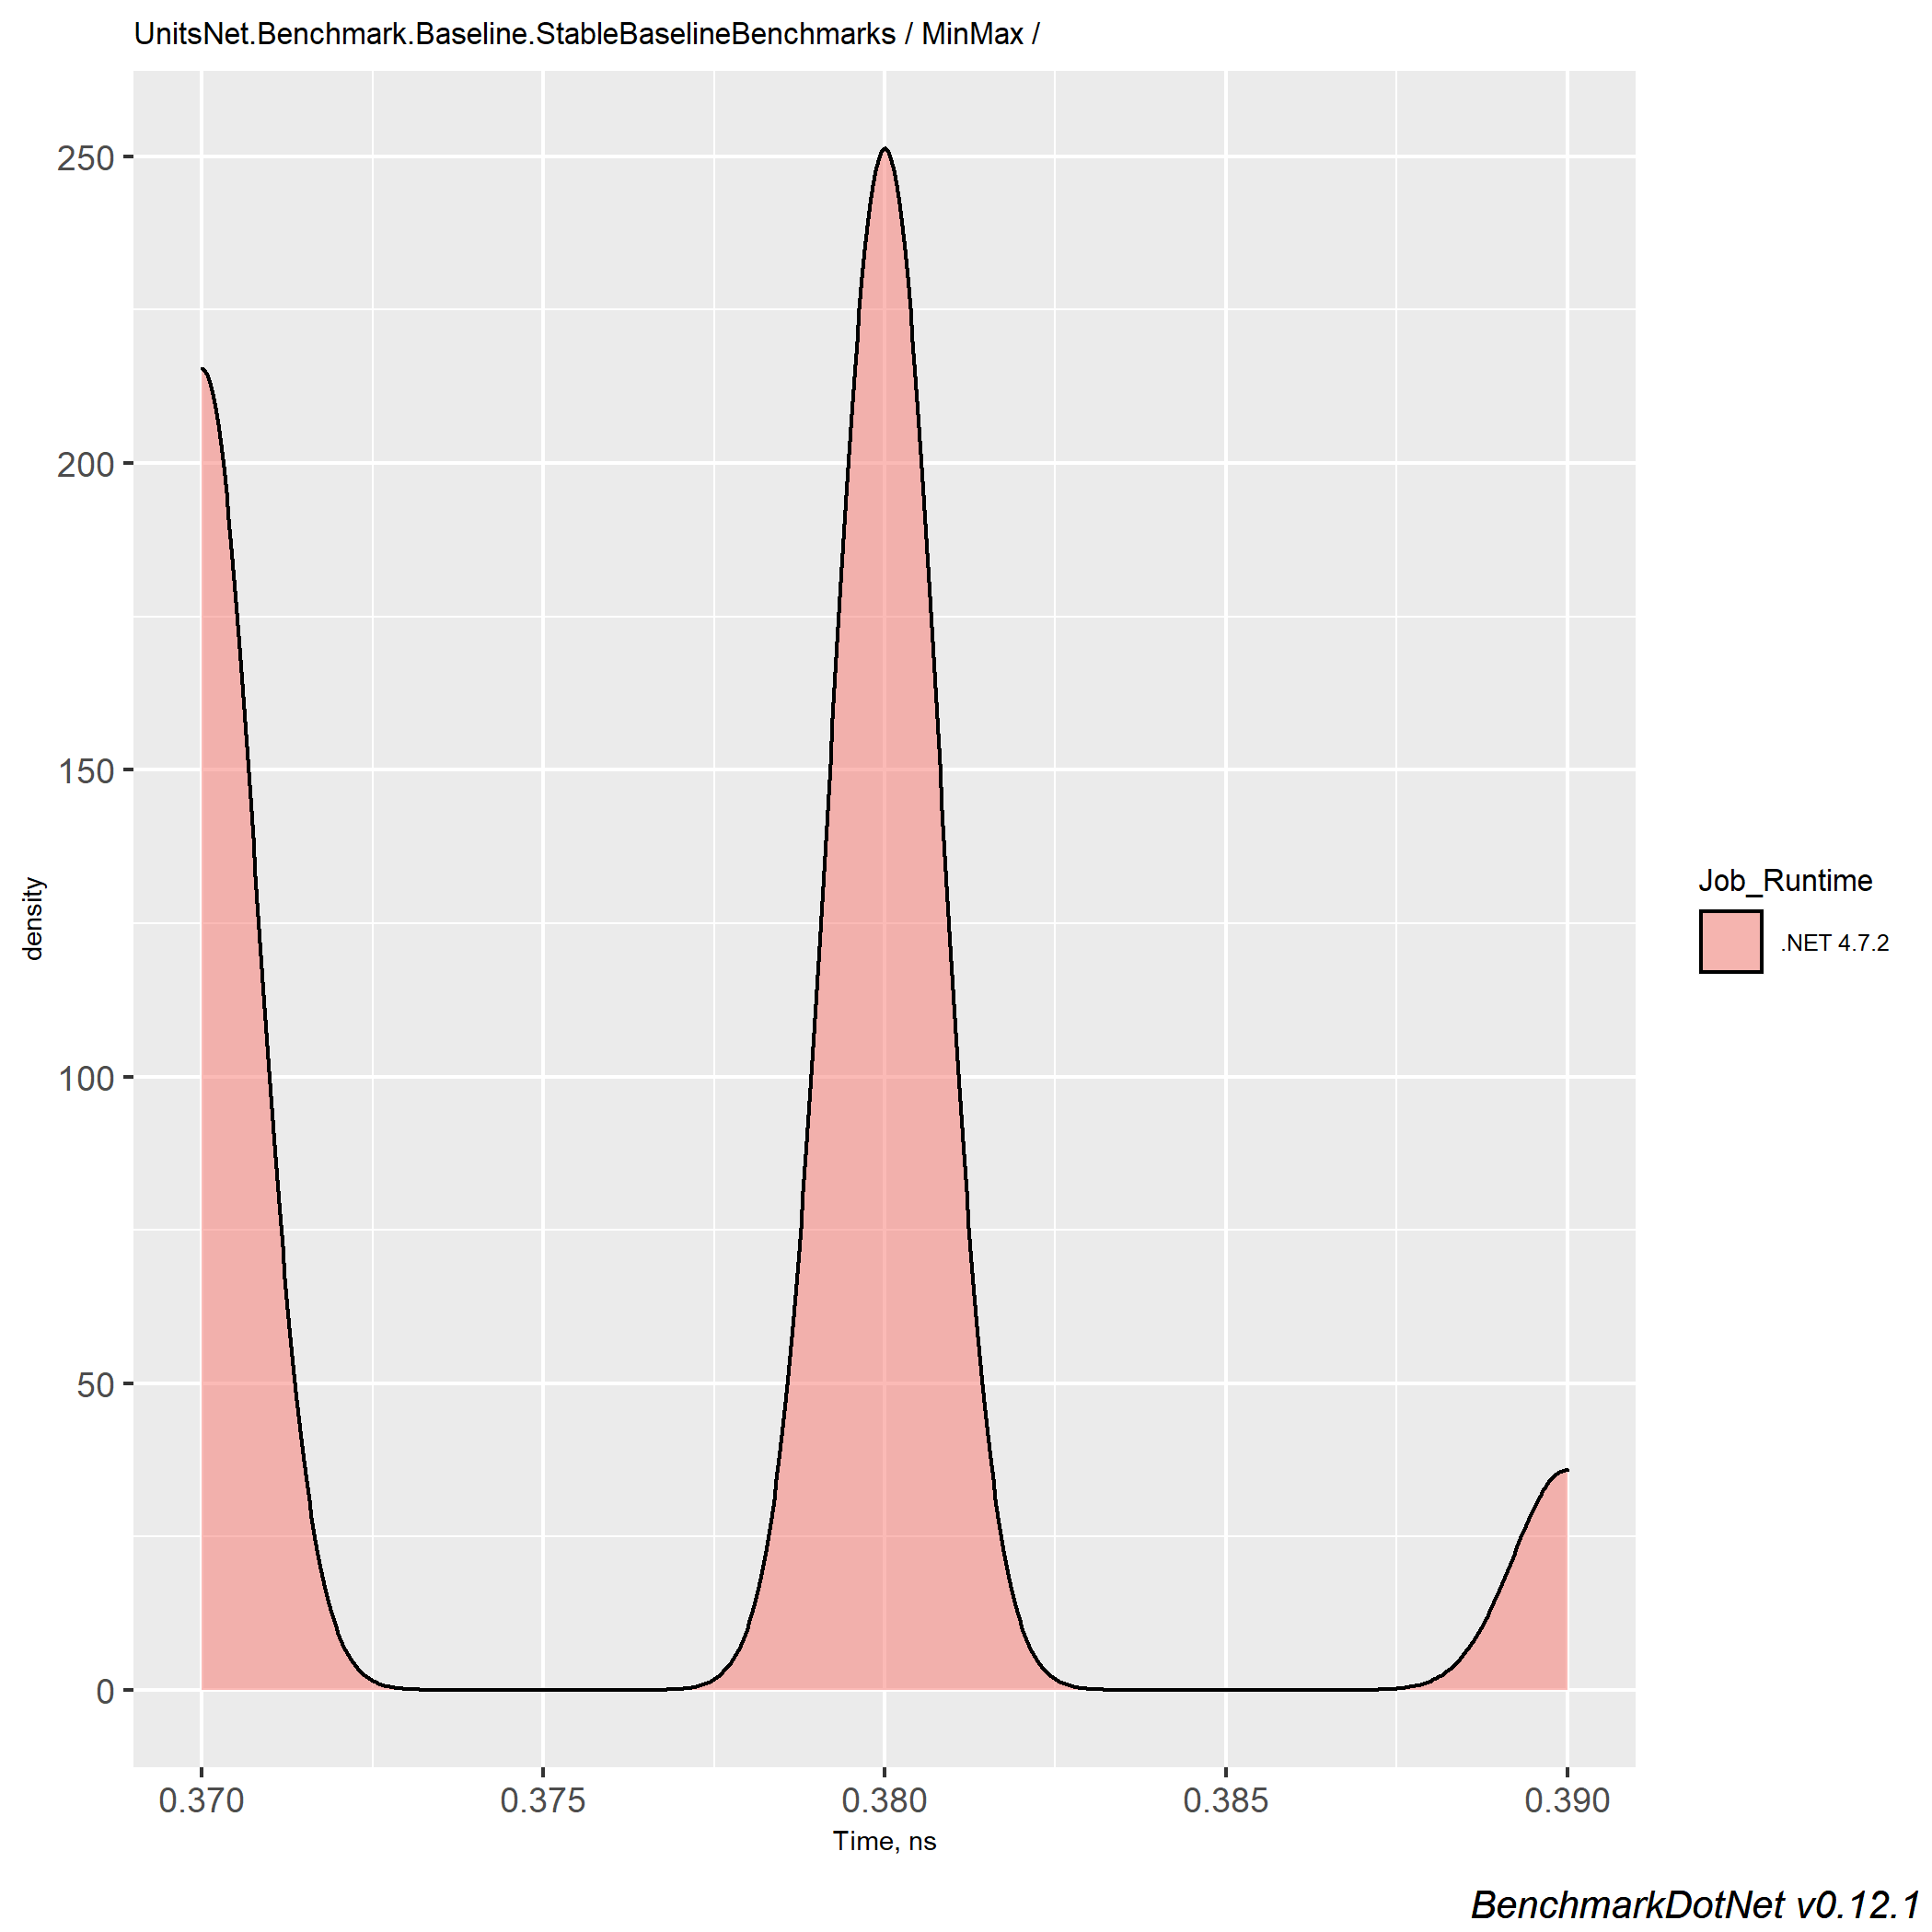 UnitsNet.Benchmark.Baseline.StableBaselineBenchmarks / MinMax /
250
200
150
100
50
0
density
0.370 0.375 0.380 0.385 0.390
Time, ns
Job_Runtime
.NET 4.7.2
BenchmarkDotNet v0.12.1